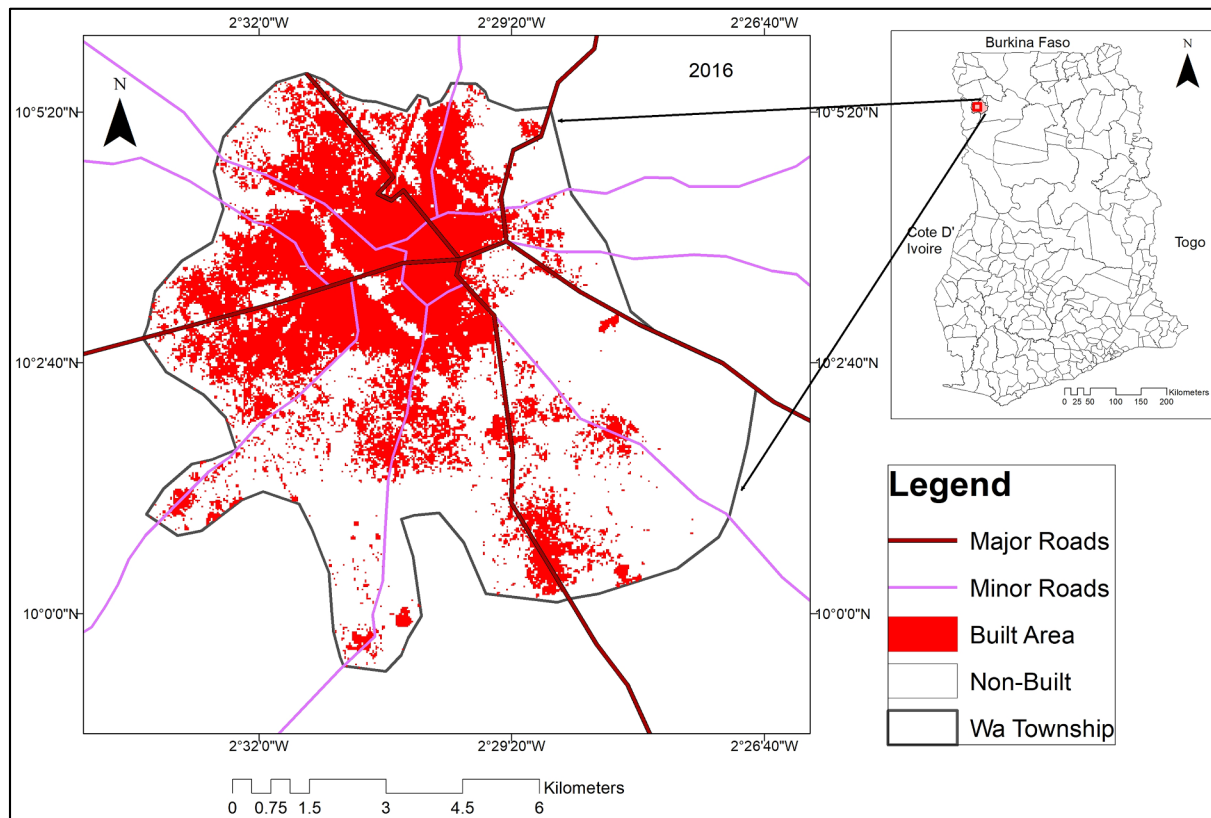 2°32'0"W 2°29'20"W 2°26'40"W
N
2016
10°5'20"N 10°5'20"N
10°22'40"N 10°22'40"N
10°0'0"N 10°0'0"N
2°32'0"W 2°29'20"W 2°26'40"W
Kilometers
0 0.75 1.5 3 4.5 6
Burkina Faso
N
Cote D'
Ivoire
Togo
Kilometers
0 25 50 100 150 200
Legend
Major Roads
Minor Roads
Built Area
Non-Built
Wa Township